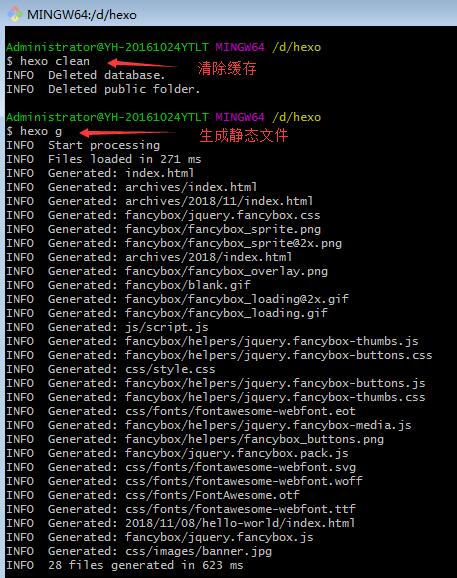 MINGW64:/d/hexo
Administrator@YH-20161024YTLT MINGW64 /d/hexo
$ hexo clean 清除缓存
INFO  Deleted database.
INFO  Deleted public folder.
Administrator@YH-20161024YTLT MINGW64 /d/hexo
$ hexo g 生成静态文件
INFO  Start processing
INFO  Files loaded in 271 ms
INFO  Generated: index.html
INFO  Generated: archives/index.html
INFO  Generated: archives/2018/11/index.html
INFO  Generated: fancybox/jquery.fancybox.css
INFO  Generated: fancybox/fancybox_sprite.png
INFO  Generated: fancybox/fancybox_sprite@2x.png
INFO  Generated: archives/2018/index.html
INFO  Generated: fancybox/fancybox_overlay.png
INFO  Generated: fancybox/blank.gif
INFO  Generated: fancybox/fancybox_loading@2x.gif
INFO  Generated: fancybox/fancybox_loading.gif
INFO  Generated: js/script.js
INFO  Generated: fancybox/helpers/jquery.fancybox-thumbs.js
INFO  Generated: fancybox/helpers/jquery.fancybox-buttons.css
INFO  Generated: css/style.css
INFO  Generated: fancybox/helpers/jquery.fancybox-buttons.js
INFO  Generated: fancybox/helpers/jquery.fancybox-thumbs.css
INFO  Generated: css/fonts/fontawesome-webfont.eot
INFO  Generated: fancybox/helpers/jquery.fancybox-media.js
INFO  Generated: fancybox/helpers/fancybox_buttons.png
INFO  Generated: fancybox/jquery.fancybox.pack.js
INFO  Generated: css/fonts/fontawesome-webfont.svg
INFO  Generated: css/fonts/fontawesome-webfont.woff
INFO  Generated: css/fonts/FontAwesome.otf
INFO  Generated: css/fonts/fontawesome-webfont.ttf
INFO  Generated: 2018/11/08/hello-world/index.html
INFO  Generated: fancybox/jquery.fancybox.js
INFO  Generated: css/images/banner.jpg
INFO  28 files generated in 623 ms